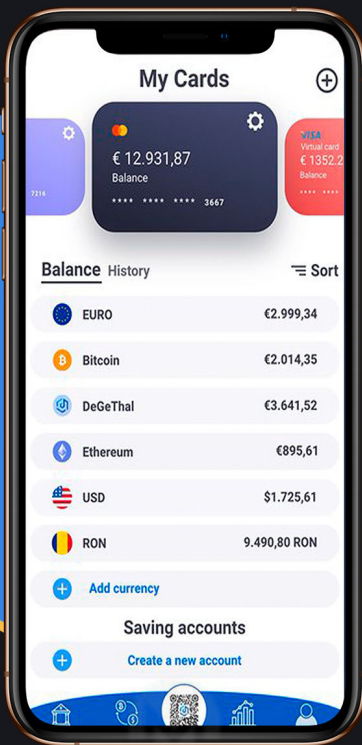 My Cards
7216
€ 12.931,87
Balance
**** **** **** 3667
VISA
Virtual card
€ 1352.2
Balance
**** ****
Balance History Sort
EURO €2.999,34
Bitcoin €2.014,35
DeGeThal €3.641,52
Ethereum €895,61
USD $1.725,61
RON 9.490,80 RON
Add currency
Saving accounts
Create a new account